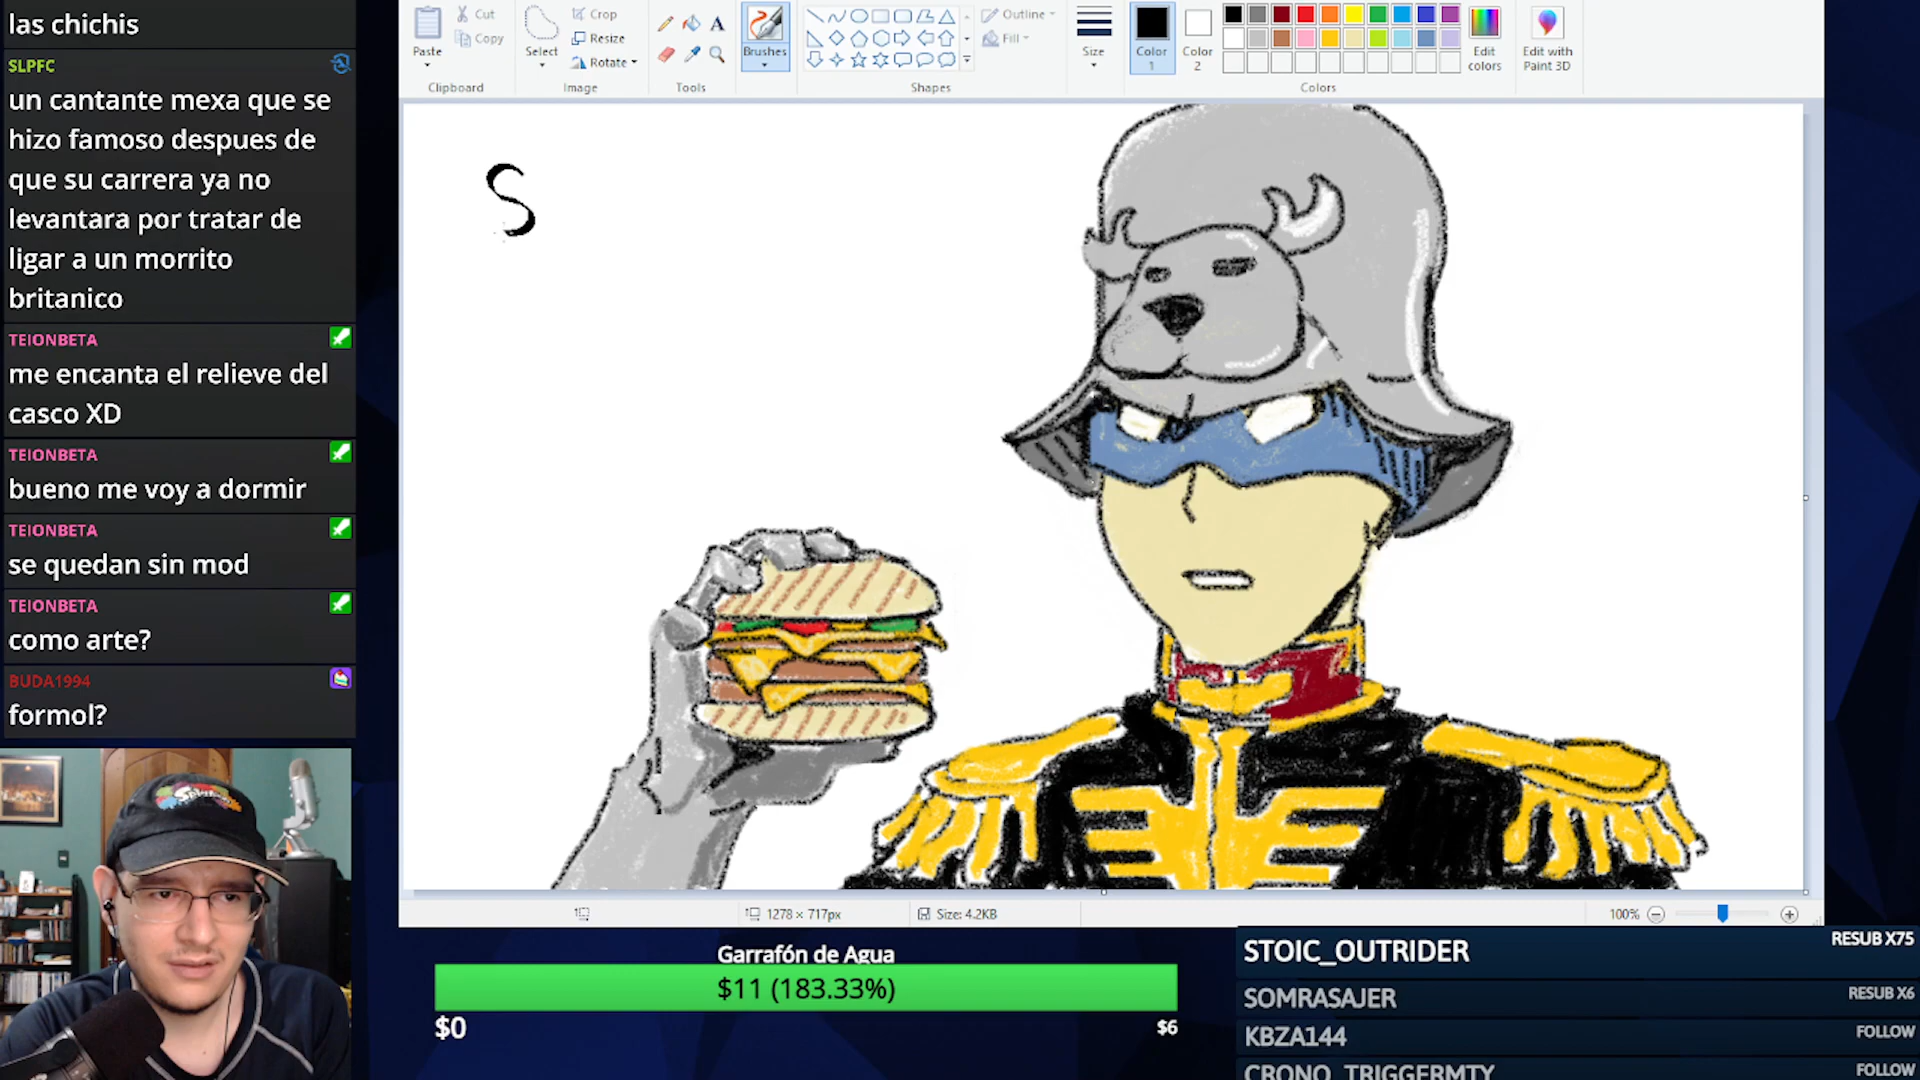 las chichis
SLPFC
un cantante mexa que se
hizo famoso despues de
que su carrera ya no
levantara por tratar de
ligar a un morrito
britanico
TEIONBETA
me encanta el relieve del
casco XD
TEIONBETA
bueno me voy a dormir
TEIONBETA
se quedan sin mod
TEIONBETA
como arte?
BUDA1994
formol?
Paste
Cut
Copy
Clipboard
Select
Crop
Resize
Rotate
Image
A
Tools
Brushes
Shapes
Outline
Fill
Size
Color
1
Color
2
Colors
Edit
colors
Edit with
Paint 3D
S
1278 × 717px
Size: 4.2KB
100%
Garrafón de Agua
$11 (183.33%)
$0
$6
STOIC_OUTRIDER
RESUB X75
SOMRASAJER
RESUB X6
KBZA144
FOLLOW
CRONO_TRIGGERMTY
FOLLOW